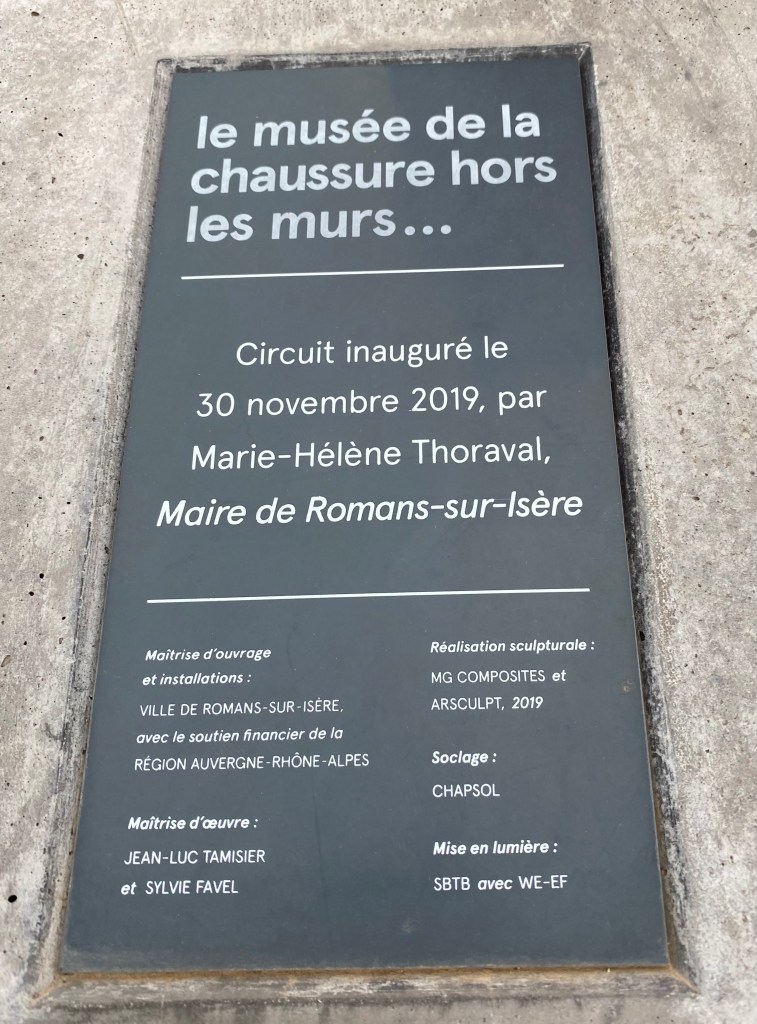 le musée de la
chaussure hors
les murs...
Circuit inauguré le
30 novembre 2019, par
Marie-Hélène Thoraval,
Maire de Romans-sur-Isère
Maîtrise d'ouvrage
et installations :
VILLE DE ROMANS-SUR-ISÈRE,
avec le soutien financier de la
RÉGION AUVERGNE-RHÔNE-ALPES
Maîtrise d'œuvre :
JEAN-LUC TAMISIER
et SYLVIE FAVEL
Réalisation sculpturale :
MG COMPOSITES et
ARSCULPT, 2019
Soclage :
CHAPSOL
Mise en lumière :
SBTB avec WE-EF